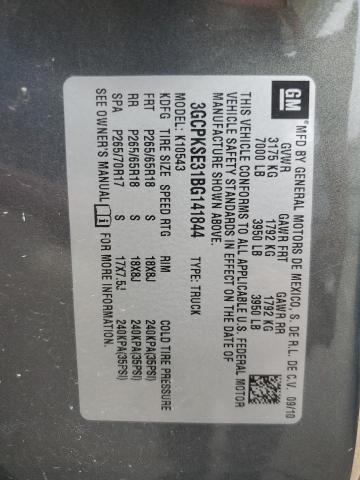 GM
MFD BY GENERAL MOTORS DE MEXICO, S. DE R.L. DE C.V. 09/10
GVWR GAWR FRT GAWR RR
3175 KG 1792 KG 1792 KG
7000 LB 3950 LB 3950 LB
THIS VEHICLE CONFORMS TO ALL APPLICABLE U.S. FEDERAL MOTOR
VEHICLE SAFETY STANDARDS IN EFFECT ON THE DATE OF
MANUFACTURE SHOWN ABOVE.
3GCPKSE31BG141844 TYPE: TRUCK
MODEL: K10543
KDFG TIRE SIZE SPEED RTG RIM COLD TIRE PRESSURE
FRT P265/65R18 S 18X8J 240KPA(35PSI)
RR P265/65R18 S 18X8J 240KPA(35PSI)
SPA P265/70R17 S 17X7.5J 240KPA(35PSI)
SEE OWNER'S MANUAL